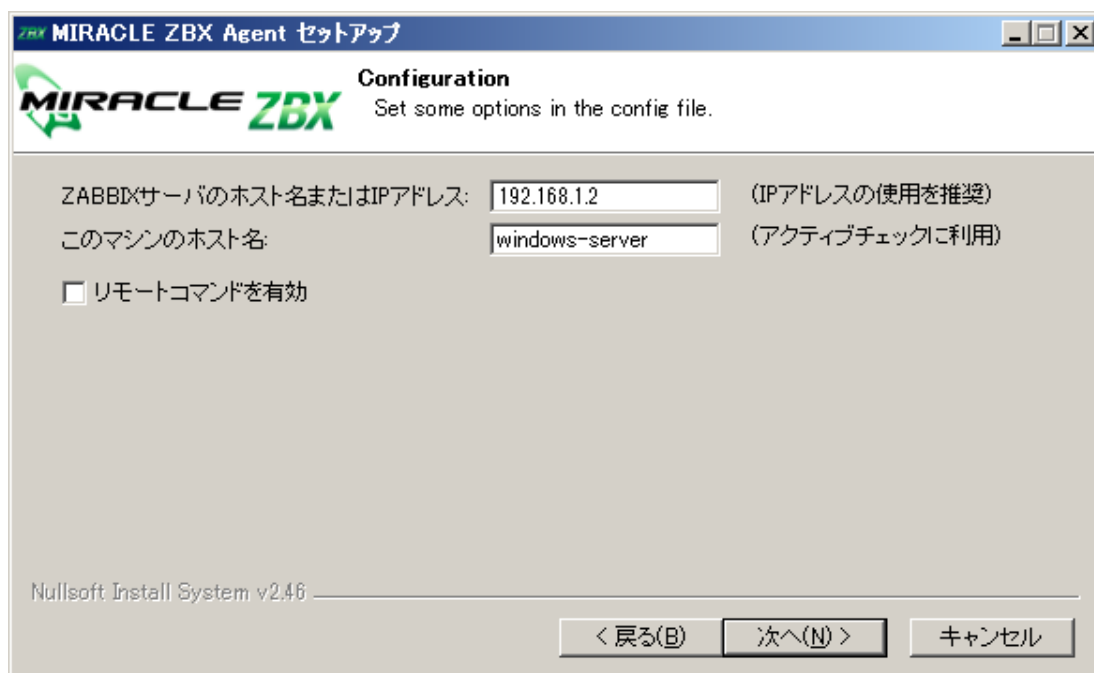 ZBX MIRACLE ZBX Agent セットアップ
MIRACLE ZBX
Configuration
Set some options in the config file.
ZABBIXサーバのホスト名またはIPアドレス: 192.168.1.2 (IPアドレスの使用を推奨)
このマシンのホスト名: windows-server (アクティブチェックに利用)
リモートコマンドを有効
Nullsoft Install System v2.46
< 戻る(B) 次へ(N) > キャンセル